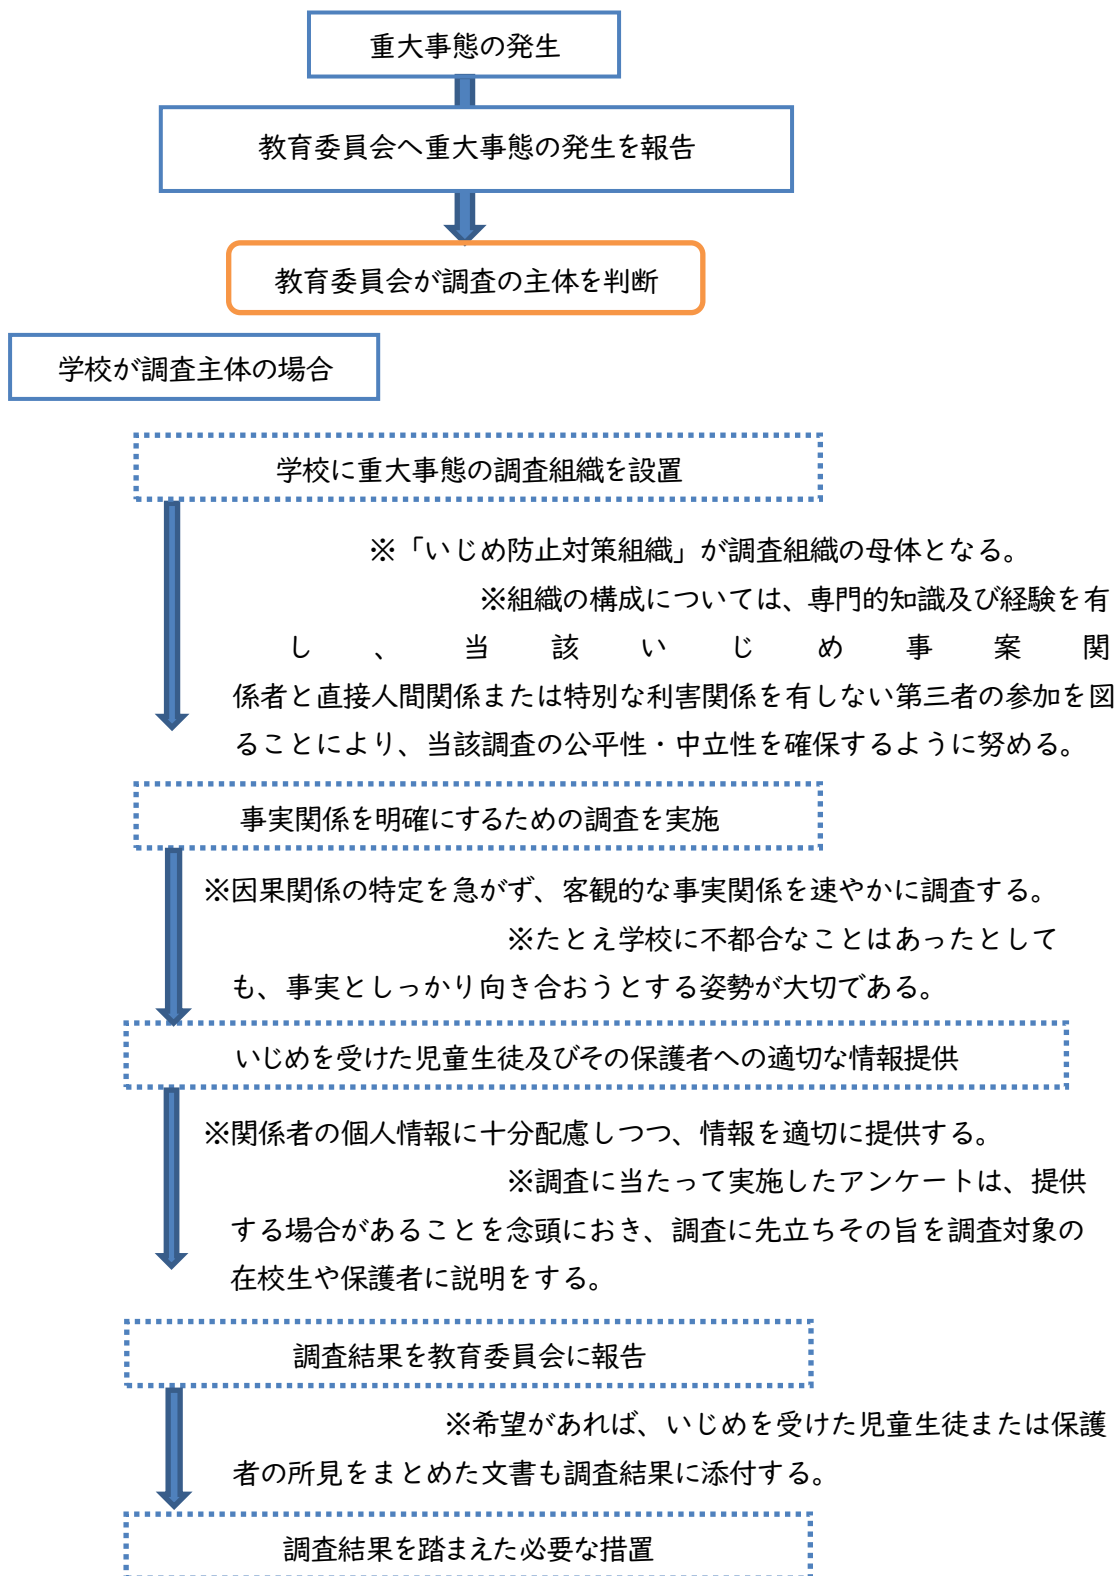 重大事態の発生
教育委員会へ重大事態の発生を報告
教育委員会が調査の主体を判断
学校が調査主体の場合
学校に重大事態の調査組織を設置
※「いじめ防止対策組織」が調査組織の母体となる。
※組織の構成については、専門的知識及び経験を有
し、当該いじめ事案関
係者と直接人間関係または特別な利害関係を有しない第三者の参加を図
ることにより、当該調査の公平性・中立性を確保するように努める。
事実関係を明確にするための調査を実施
※因果関係の特定を急がず、客観的な事実関係を速やかに調査する。
※たとえ学校に不都合なことはあったとして
も、事実としっかり向き合おうとする姿勢が大切である。
いじめを受けた児童生徒及びその保護者への適切な情報提供
※関係者の個人情報に十分配慮しつつ、情報を適切に提供する。
※調査に当たって実施したアンケートは、提供
する場合があることを念頭におき、調査に先立ちその旨を調査対象の
在校生や保護者に説明をする。
調査結果を教育委員会に報告
※希望があれば、いじめを受けた児童生徒または保護
者の所見をまとめた文書も調査結果に添付する。
調査結果を踏まえた必要な措置